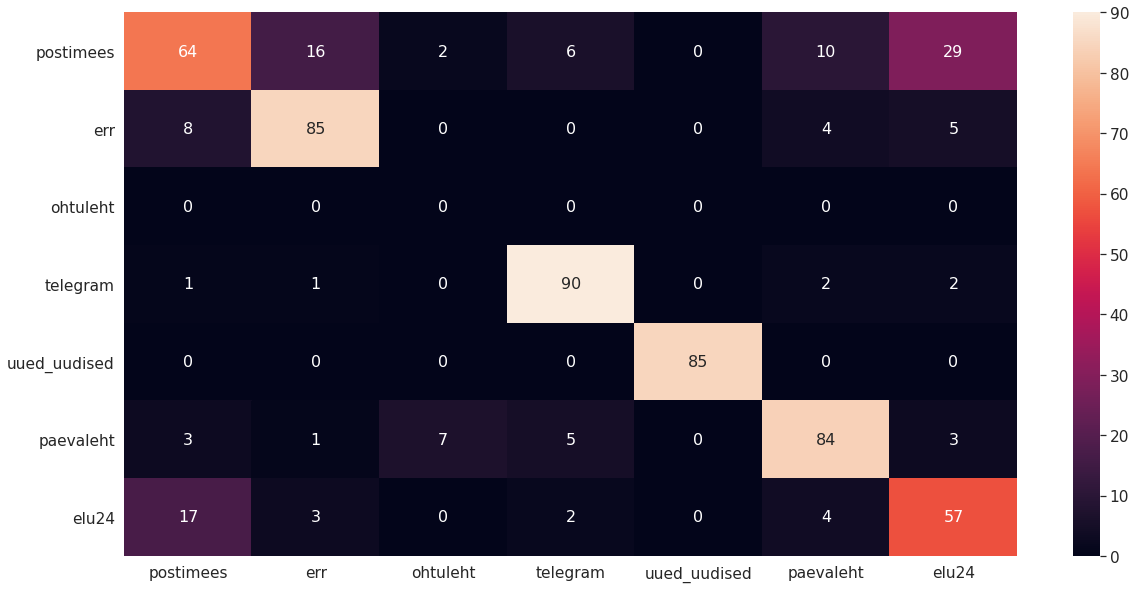 postimees 64 16 2 6 0 10 29
err 8 85 0 0 0 4 5
ohtuleht 0 0 0 0 0 0 0
telegram 1 1 0 90 0 2 2
uued_uudised 0 0 0 0 85 0 0
paevaleht 3 1 7 5 0 84 3
elu24 17 3 0 2 0 4 57
postimees err ohtuleht telegram uued_uudised paevaleht elu24
90
80
70
60
50
40
30
20
10
0